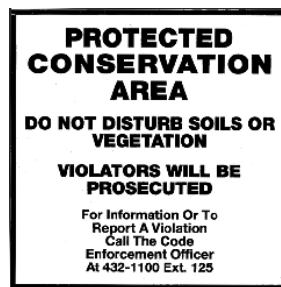 PROTECTED
CONSERVATION
AREA
DO NOT DISTURB SOILS OR
VEGETATION
VIOLATORS WILL BE
PROSECUTED
For Information Or To
Report A Violation
Call The Code
Enforcement Officer
At 432-1100 Ext. 125